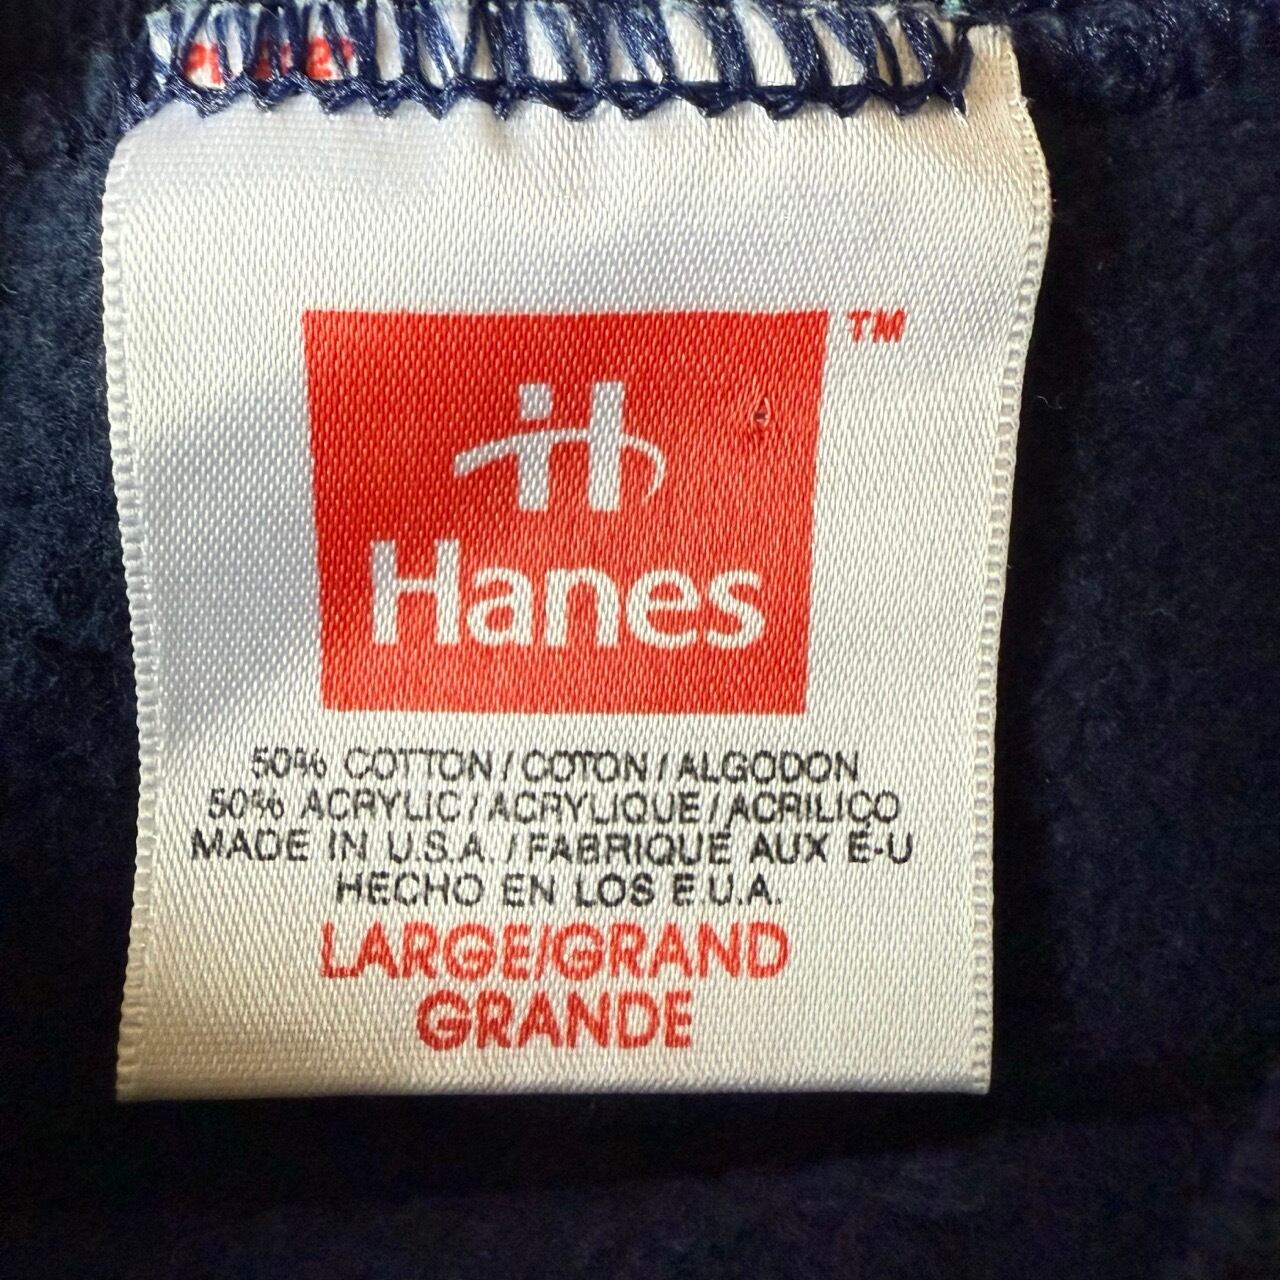 TM
Hanes
50% COTTON / COTON / ALGODON
50% ACRYLIC / ACRYLIQUE / ACRILICO
MADE IN U.S.A. / FABRIQUÉ AUX É-U
HECHO EN LOS E.U.A.
LARGE/GRAND
GRANDE